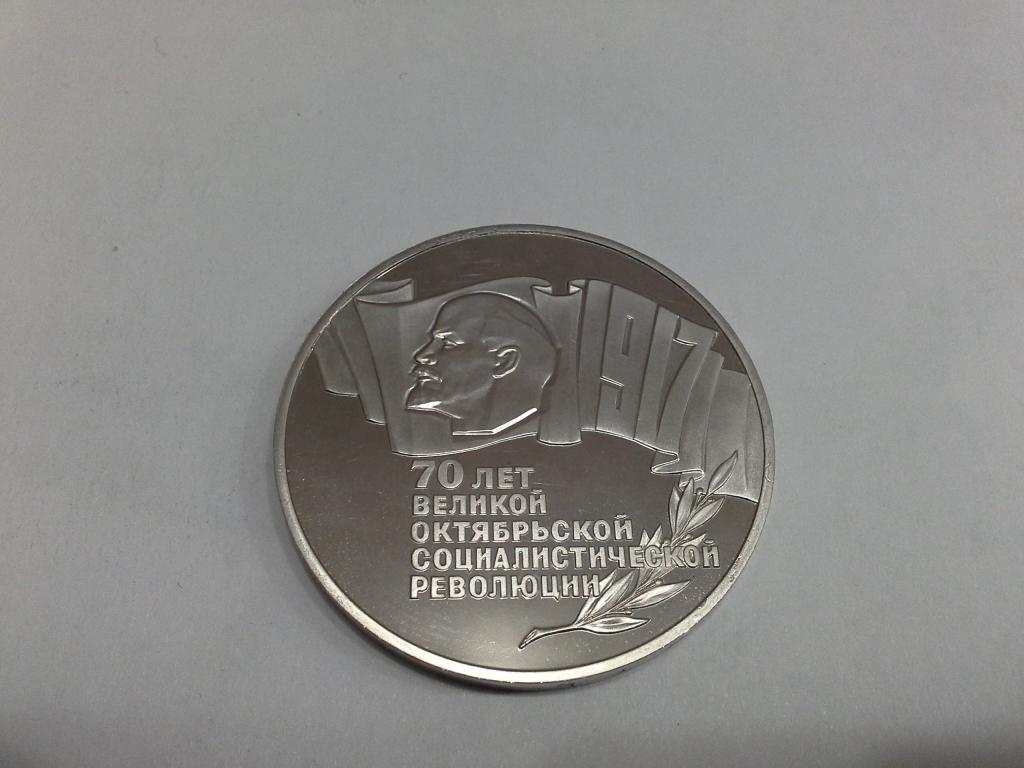 1917
70 ЛЕТ
ВЕЛИКОЙ
ОКТЯБРЬСКОЙ
СОЦИАЛИСТИЧЕСКОЙ
РЕВОЛЮЦИИ